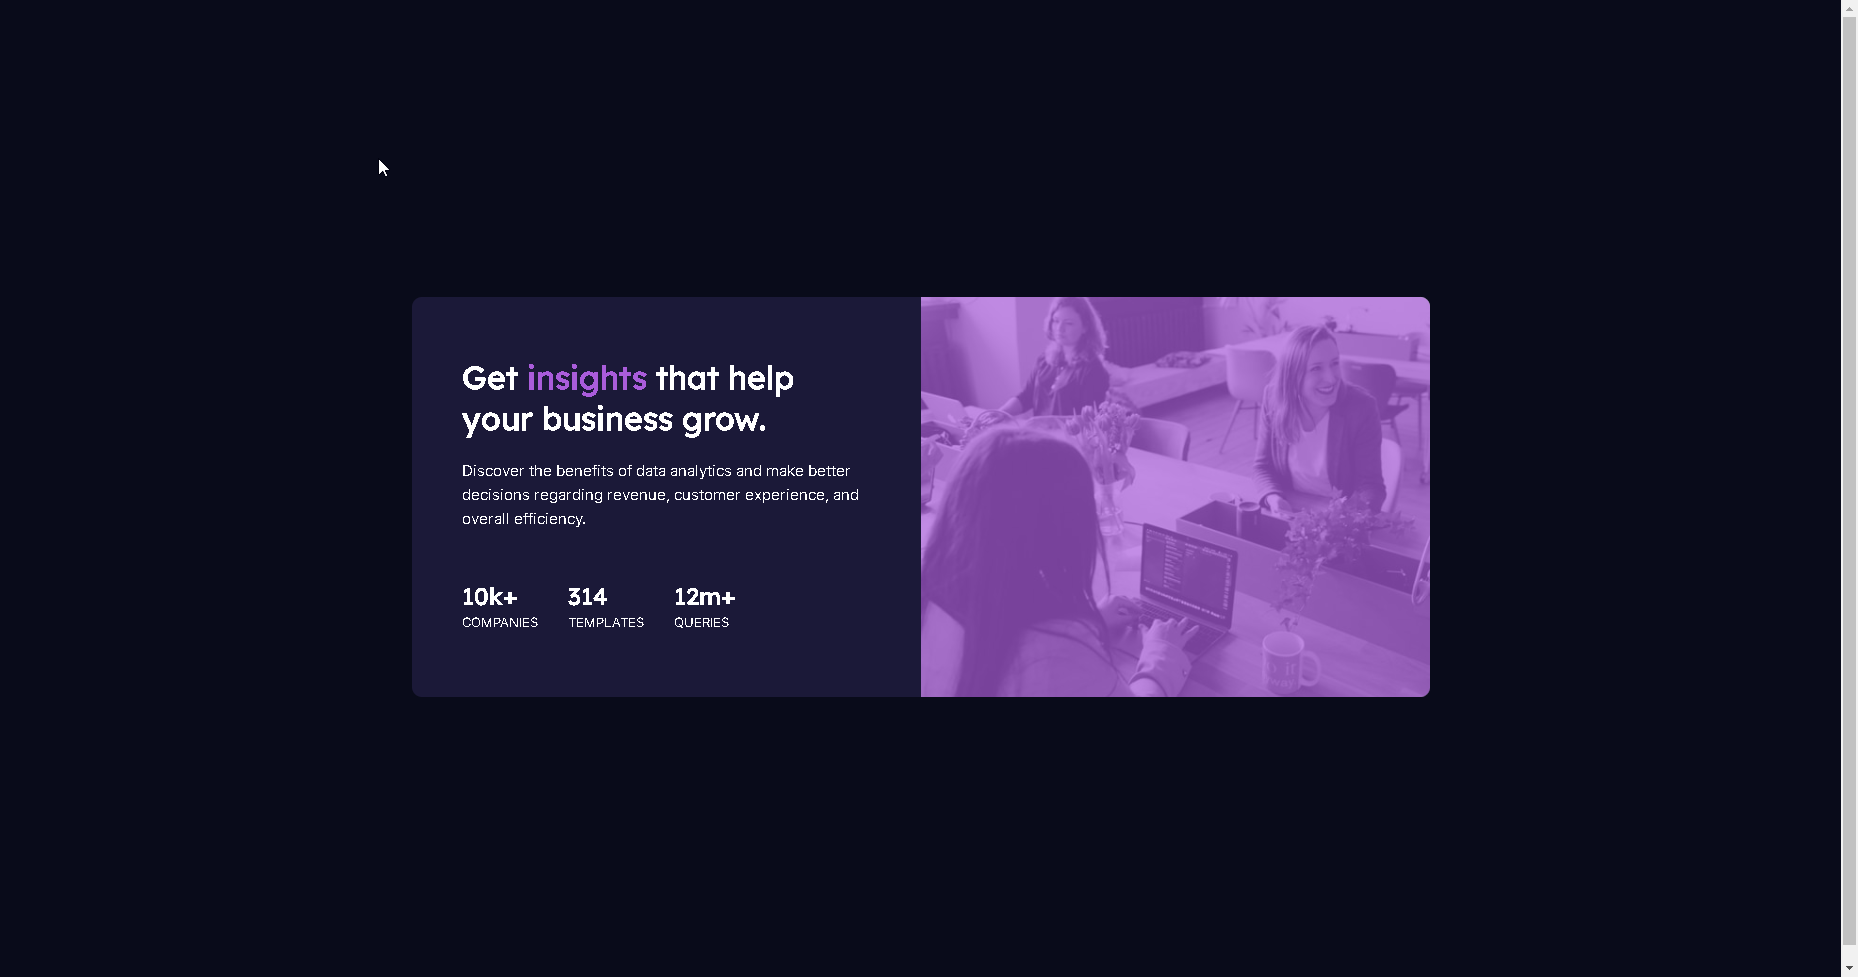 Get insights that help
your business grow.
Discover the benefits of data analytics and make better
decisions regarding revenue, customer experience, and
overall efficiency.
10k+ 314 12m+
COMPANIES TEMPLATES QUERIES